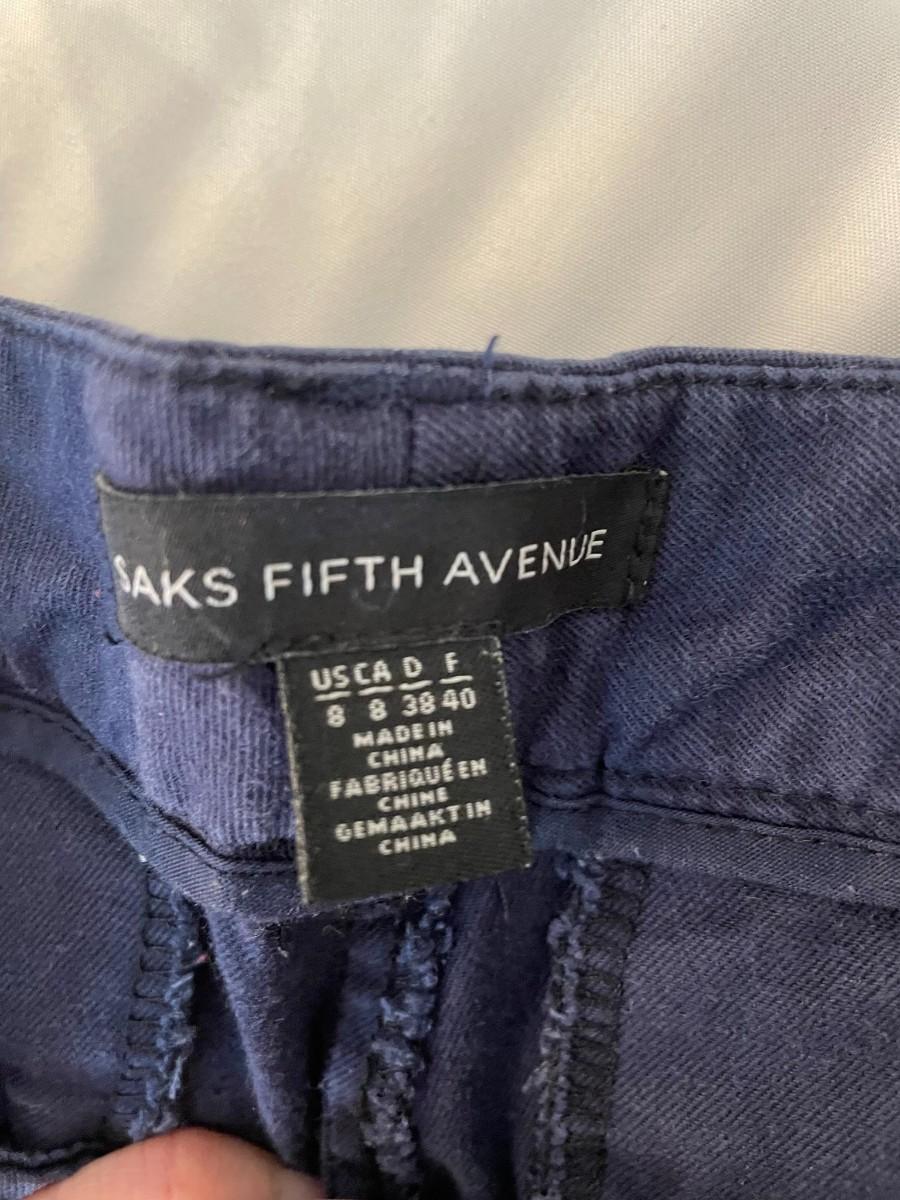 SAKS FIFTH AVENUE
US CA D F
8 8 38 40
MADE IN
CHINA
FABRIQUÉ EN
CHINE
GEMAAKT IN
CHINA